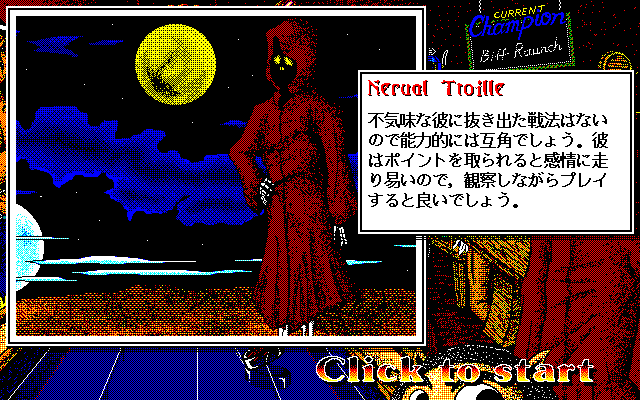 CURRENT
Champion
Biff Raunch
Nerual Ttoille
不気味な彼に抜き出た戦法はない
ので能力的には互角でしょう。彼
はポイントを取られると感情に走
り易いので，観察しながらプレイ
すると良いでしょう。
Click to start